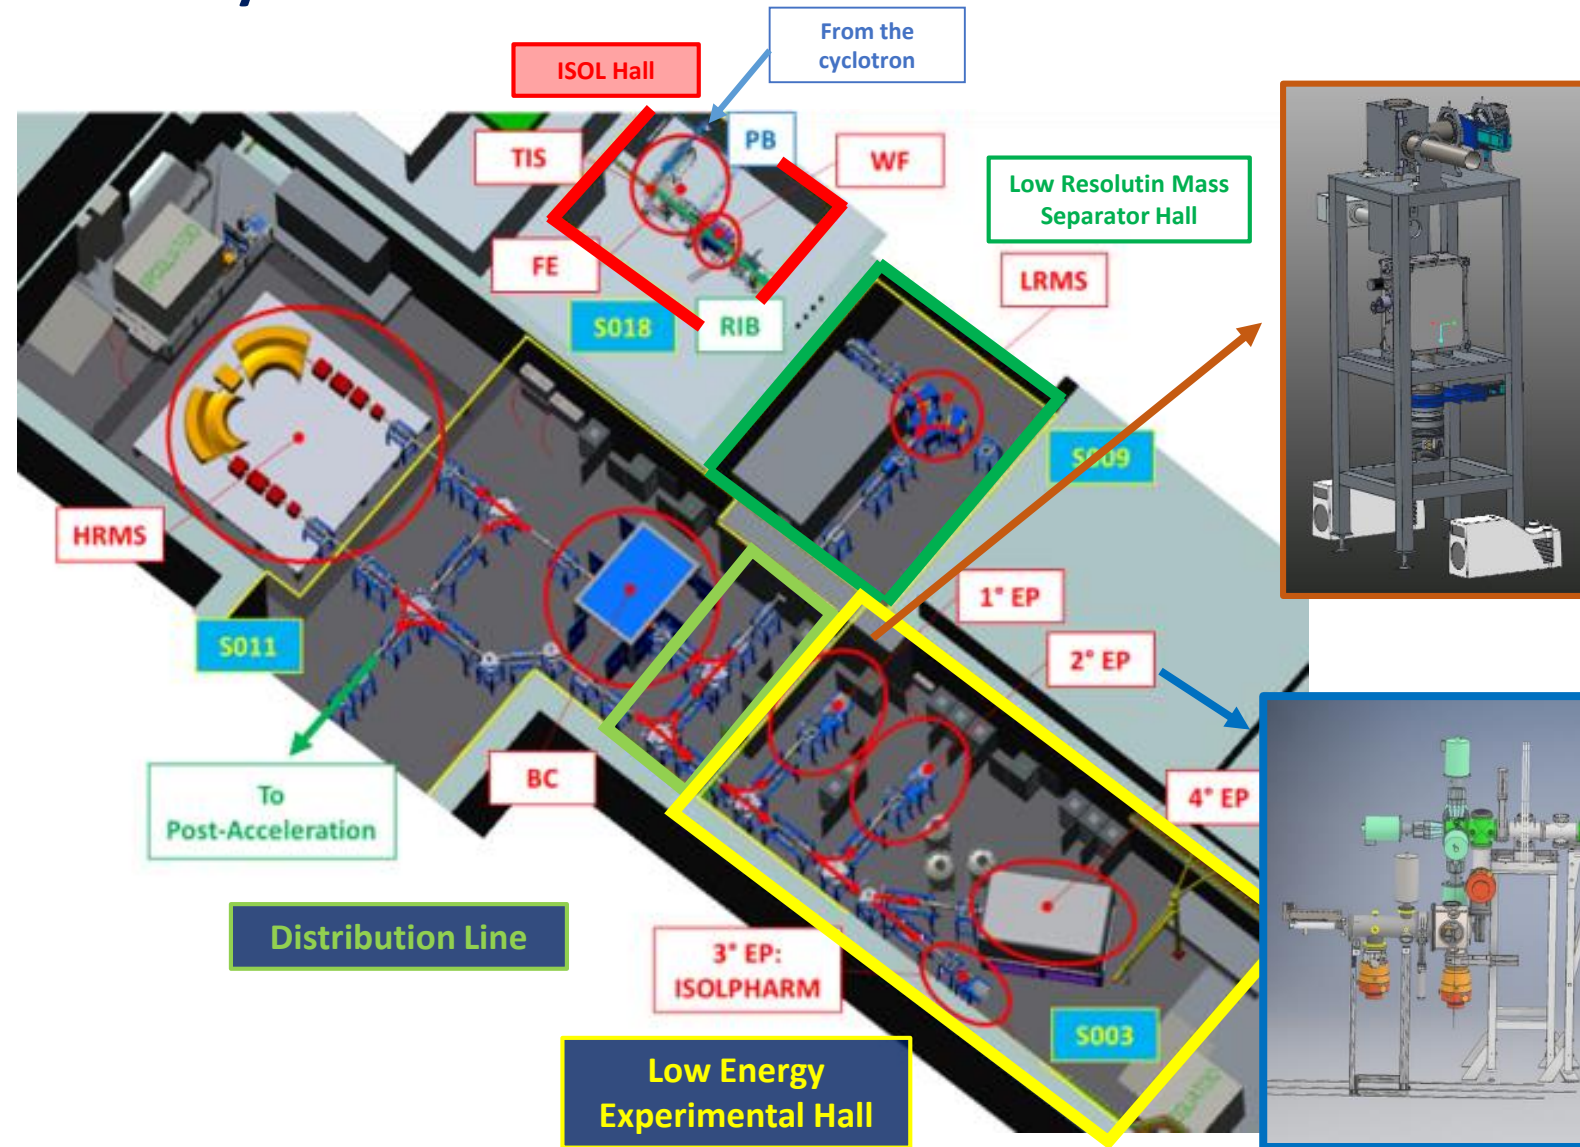 From the
cyclotron
ISOL Hall
TIS
PB
WF
Low Resolutin Mass
Separator Hall
FE
LRMS
S018
RIB
S009
HRMS
1° EP
S011
2° EP
BC
4° EP
To
Post-Acceleration
Distribution Line
3° EP:
ISOLPHARM
S003
Low Energy
Experimental Hall